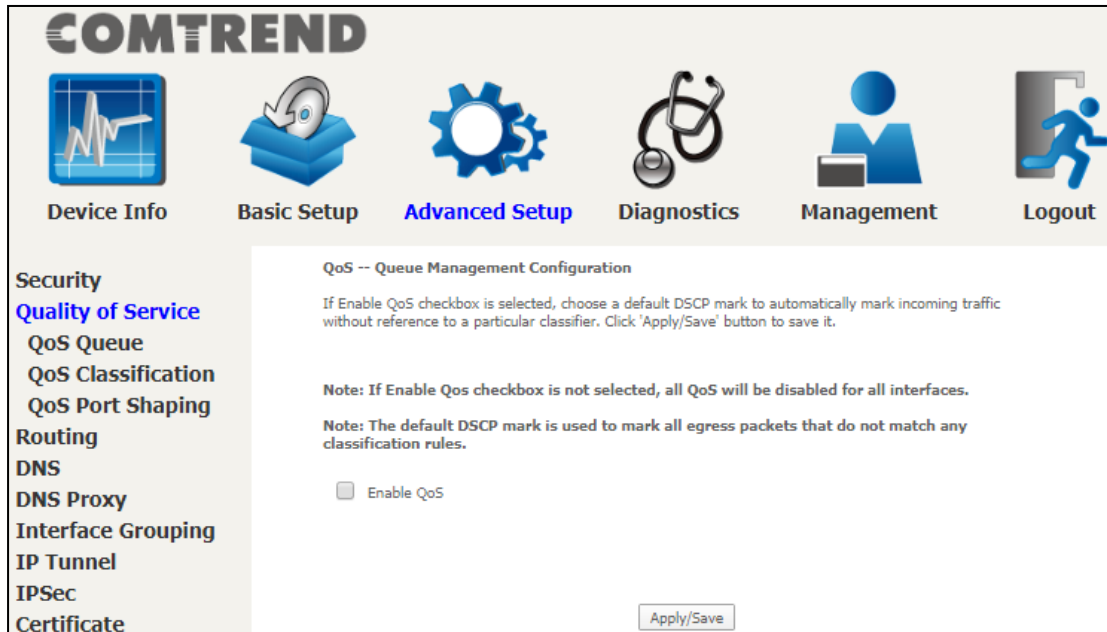 COMTREND
Device Info
Basic Setup
Advanced Setup
Diagnostics
Management
Logout
Security
Quality of Service
QoS Queue
QoS Classification
QoS Port Shaping
Routing
DNS
DNS Proxy
Interface Grouping
IP Tunnel
IPSec
Certificate
QoS -- Queue Management Configuration
If Enable QoS checkbox is selected, choose a default DSCP mark to automatically mark incoming traffic
without reference to a particular classifier. Click 'Apply/Save' button to save it.
Note: If Enable Qos checkbox is not selected, all QoS will be disabled for all interfaces.
Note: The default DSCP mark is used to mark all egress packets that do not match any
classification rules.
Enable QoS
Apply/Save